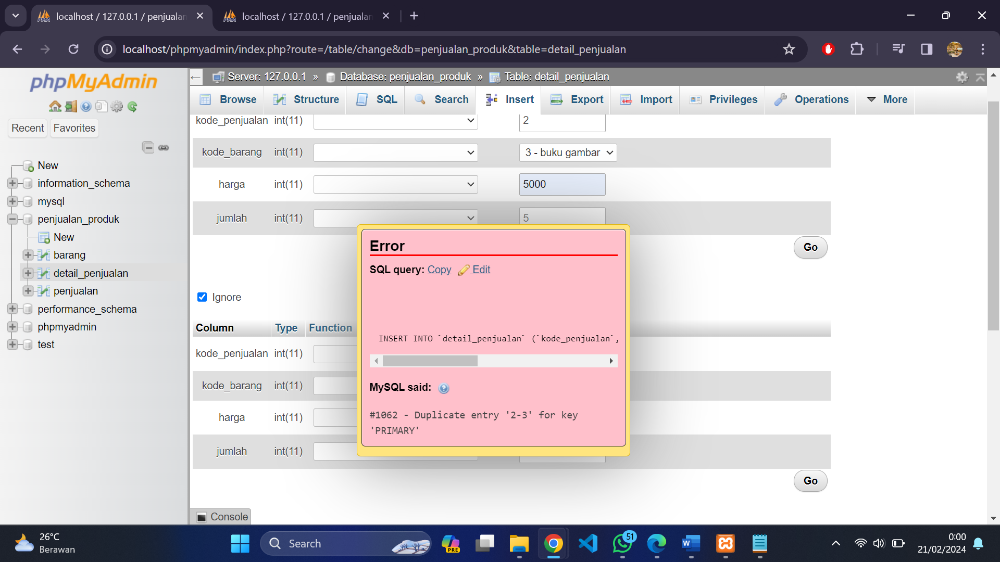 localhost / 127.0.0.1 / penjualan
localhost / 127.0.0.1 / penjualan
localhost/phpmyadmin/index.php?route=/table/change&db=penjualan_produk&table=detail_penjualan
phpMyAdmin
Recent Favorites
New
information_schema
mysql
penjualan_produk
New
barang
detail_penjualan
penjualan
performance_schema
phpmyadmin
test
Server: 127.0.0.1 » Database: penjualan_produk » Table: detail_penjualan
Browse Structure SQL Search Insert Export Import Privileges Operations More
kode_penjualan int(11) 2
kode_barang int(11) 3 - buku gambar
harga int(11) 5000
jumlah int(11) 5
Go
Ignore
Column Type Function
kode_penjualan int(11)
kode_barang int(11)
harga int(11)
jumlah int(11)
Go
Error
SQL query: Copy Edit
INSERT INTO `detail_penjualan` (`kode_penjualan`,
MySQL said:
#1062 - Duplicate entry '2-3' for key
'PRIMARY'
Console
26°C
Berawan
Search
PRE
51
0:00
21/02/2024